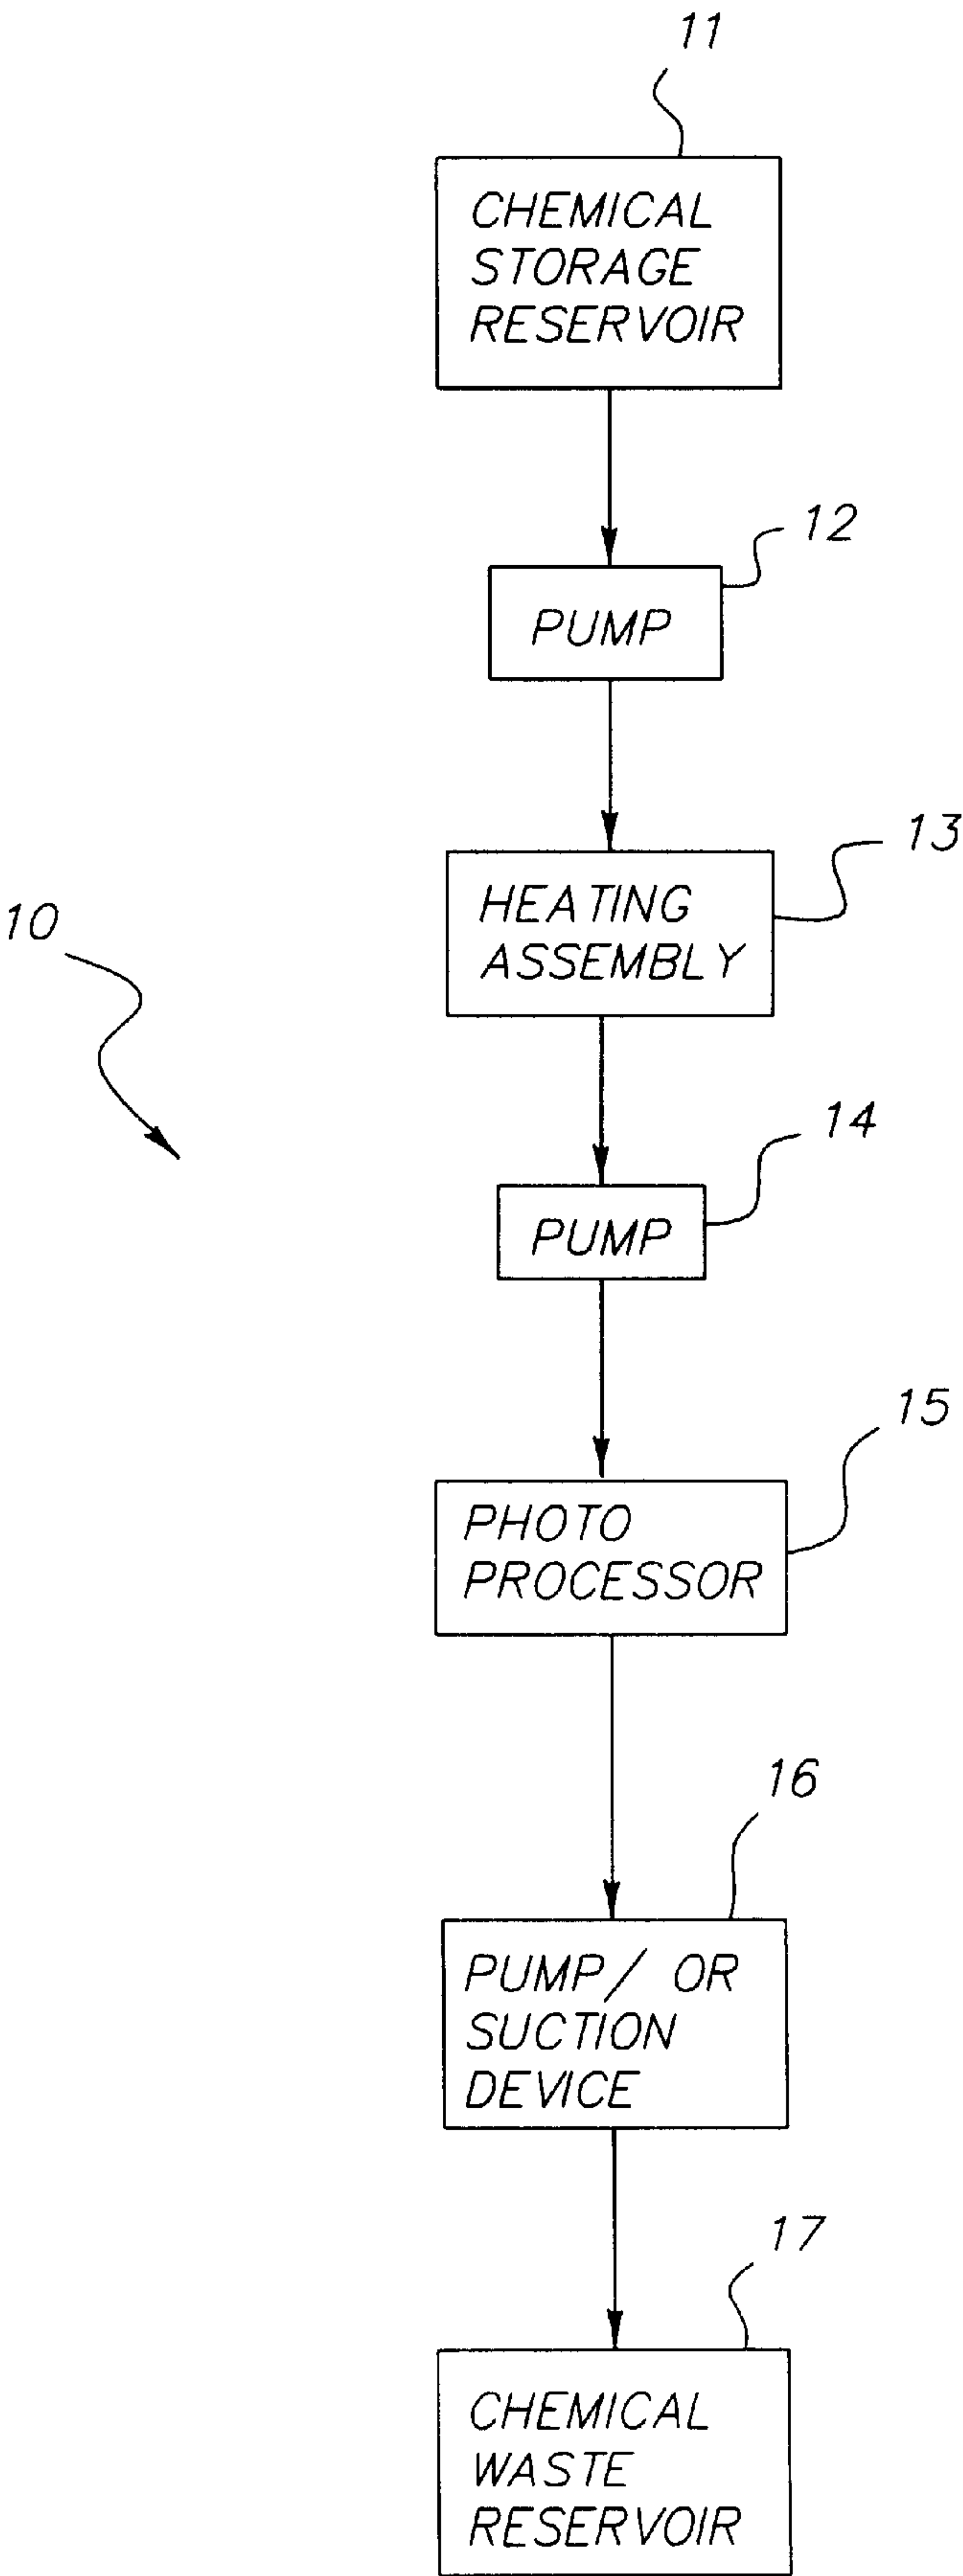 11
CHEMICAL
STORAGE
RESERVOIR
12
PUMP
13
HEATING
ASSEMBLY
10
14
PUMP
15
PHOTO
PROCESSOR
16
PUMP/ OR
SUCTION
DEVICE
17
CHEMICAL
WASTE
RESERVOIR